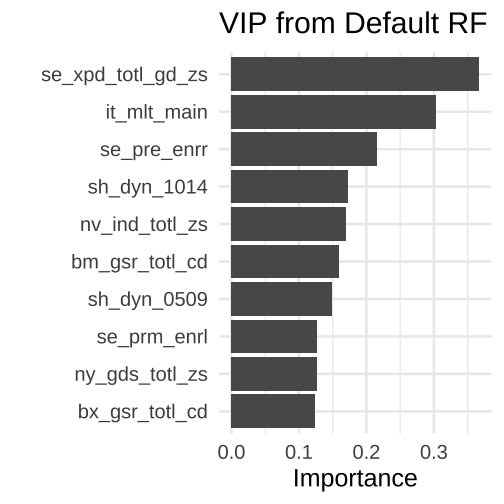 VIP from Default RF
se_xpd_totl_gd_zs
it_mlt_main
se_pre_enrr
sh_dyn_1014
nv_ind_totl_zs
bm_gsr_totl_cd
sh_dyn_0509
se_prm_enrl
ny_gds_totl_zs
bx_gsr_totl_cd
0.0 0.1 0.2 0.3
Importance